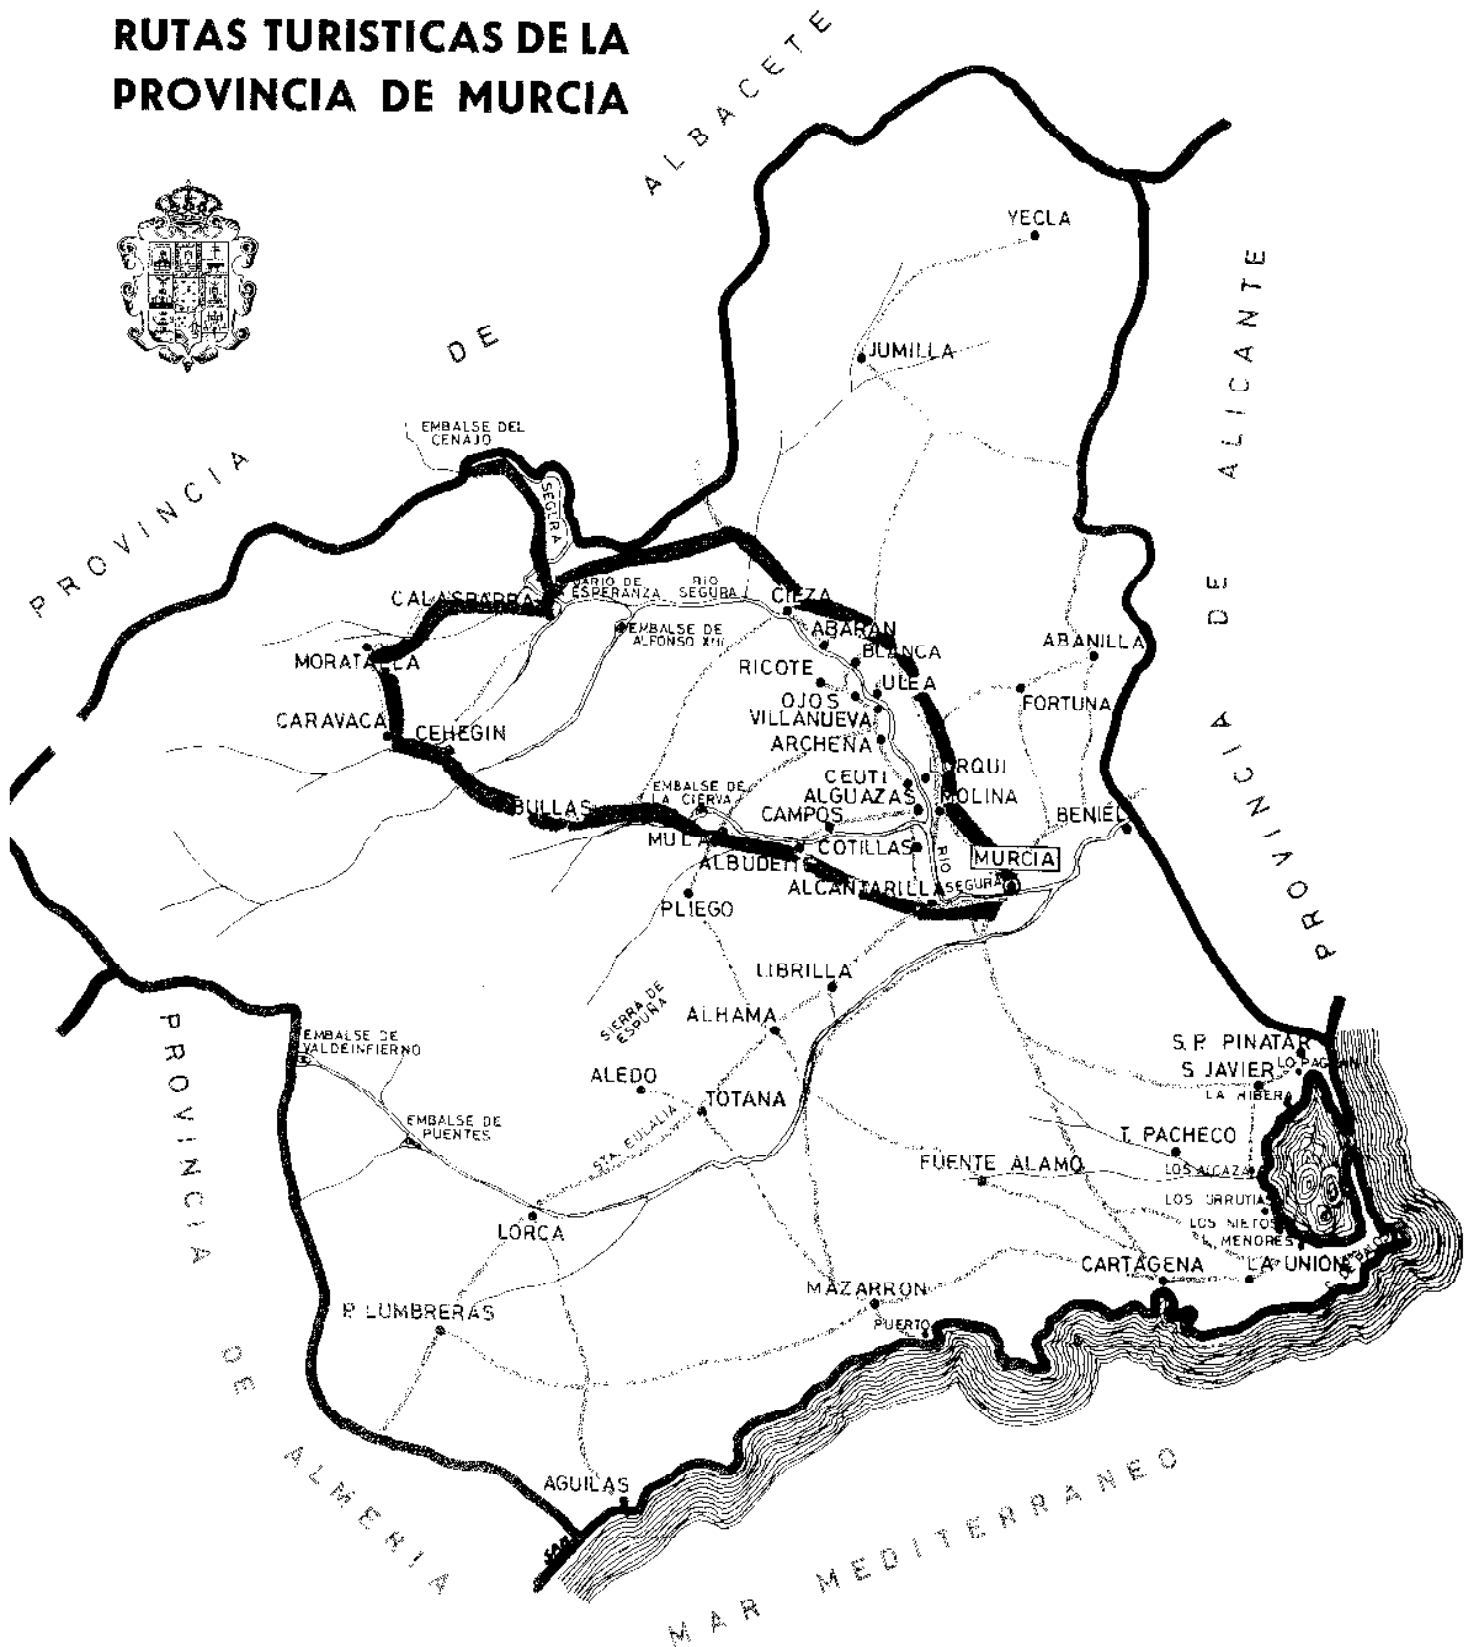 RUTAS TURISTICAS DE LA
PROVINCIA DE MURCIA
PROVINCIA DE ALBACETE
YECLA
JUMILLA
PROVINCIA DE ALICANTE
EMBALSE DEL
CENAJO
SEGURA
CALASPARRA
ESPERANZA
RIO
SEGURA
CIEZA
EMBALSE DE
ALFONSO XIII
ABARAN
BLANCA
ABANILLA
MORATALLA
RICOTE
ULEA
OJOS
FORTUNA
VILLANUEVA
CARAVACA
CEHEGIN
ARCHENA
CEUTI
LORQUI
EMBALSE DE
LA CIERVA
ALGUAZAS
MOLINA
BULLAS
CAMPOS
BENIEL
MULA
COTILLAS
RIO
SEGURA
MURCIA
ALBUDEITE
ALCANTARILLA
PLIEGO
LIBRILLA
SIERRA DE
ESPUÑA
ALHAMA
EMBALSE DE
VALDEINFIERNO
S. P. PINATAR
LO PAGAN
S. JAVIER
LA RIBERA
ALEDO
TOTANA
EMBALSE DE
PUENTES
STA. EULALIA
T. PACHECO
FUENTE ALAMO
LOS ALCAZA
LOS URRUTIAS
LOS NIETOS
MENORES
LORCA
CARTAGENA
LA UNION
MAZARRON
PUERTO
P. LUMBRERAS
AGUILAS
PROVINCIA DE ALMERIA
MAR MEDITERRANEO